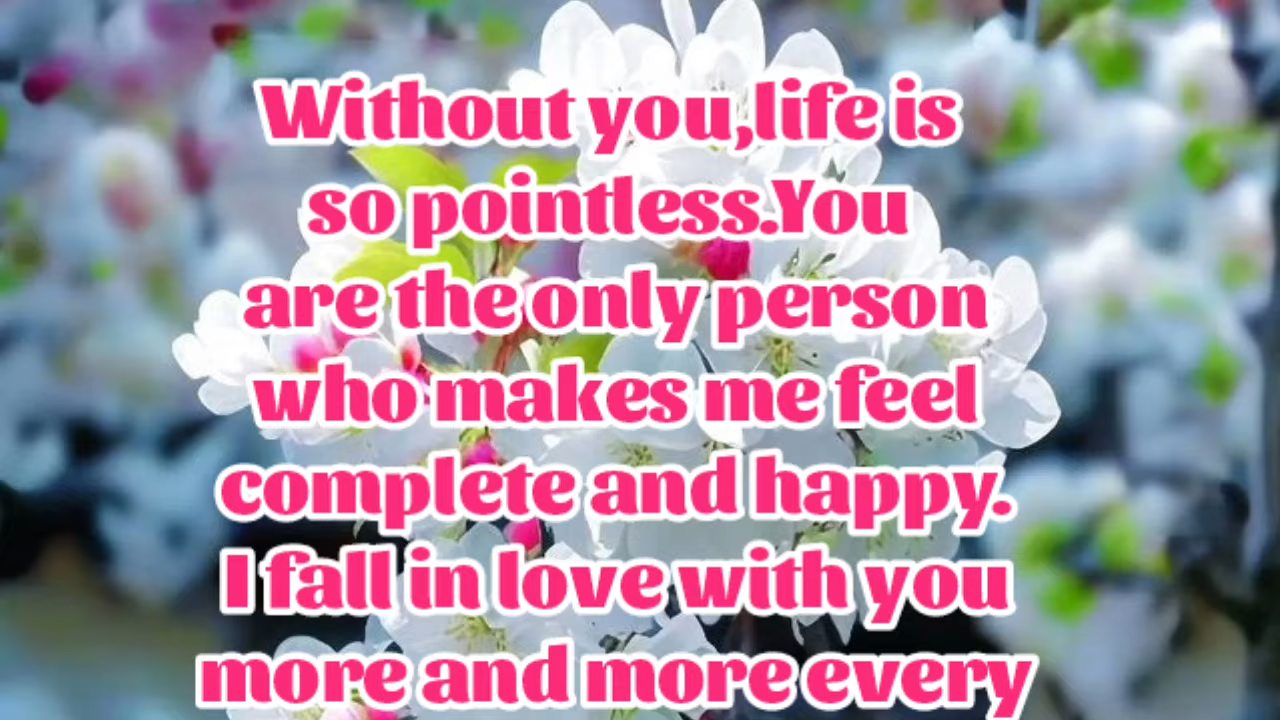 Without you,life is
so pointless.You
are the only person
who makes me feel
complete and happy.
I fall in love with you
more and more every